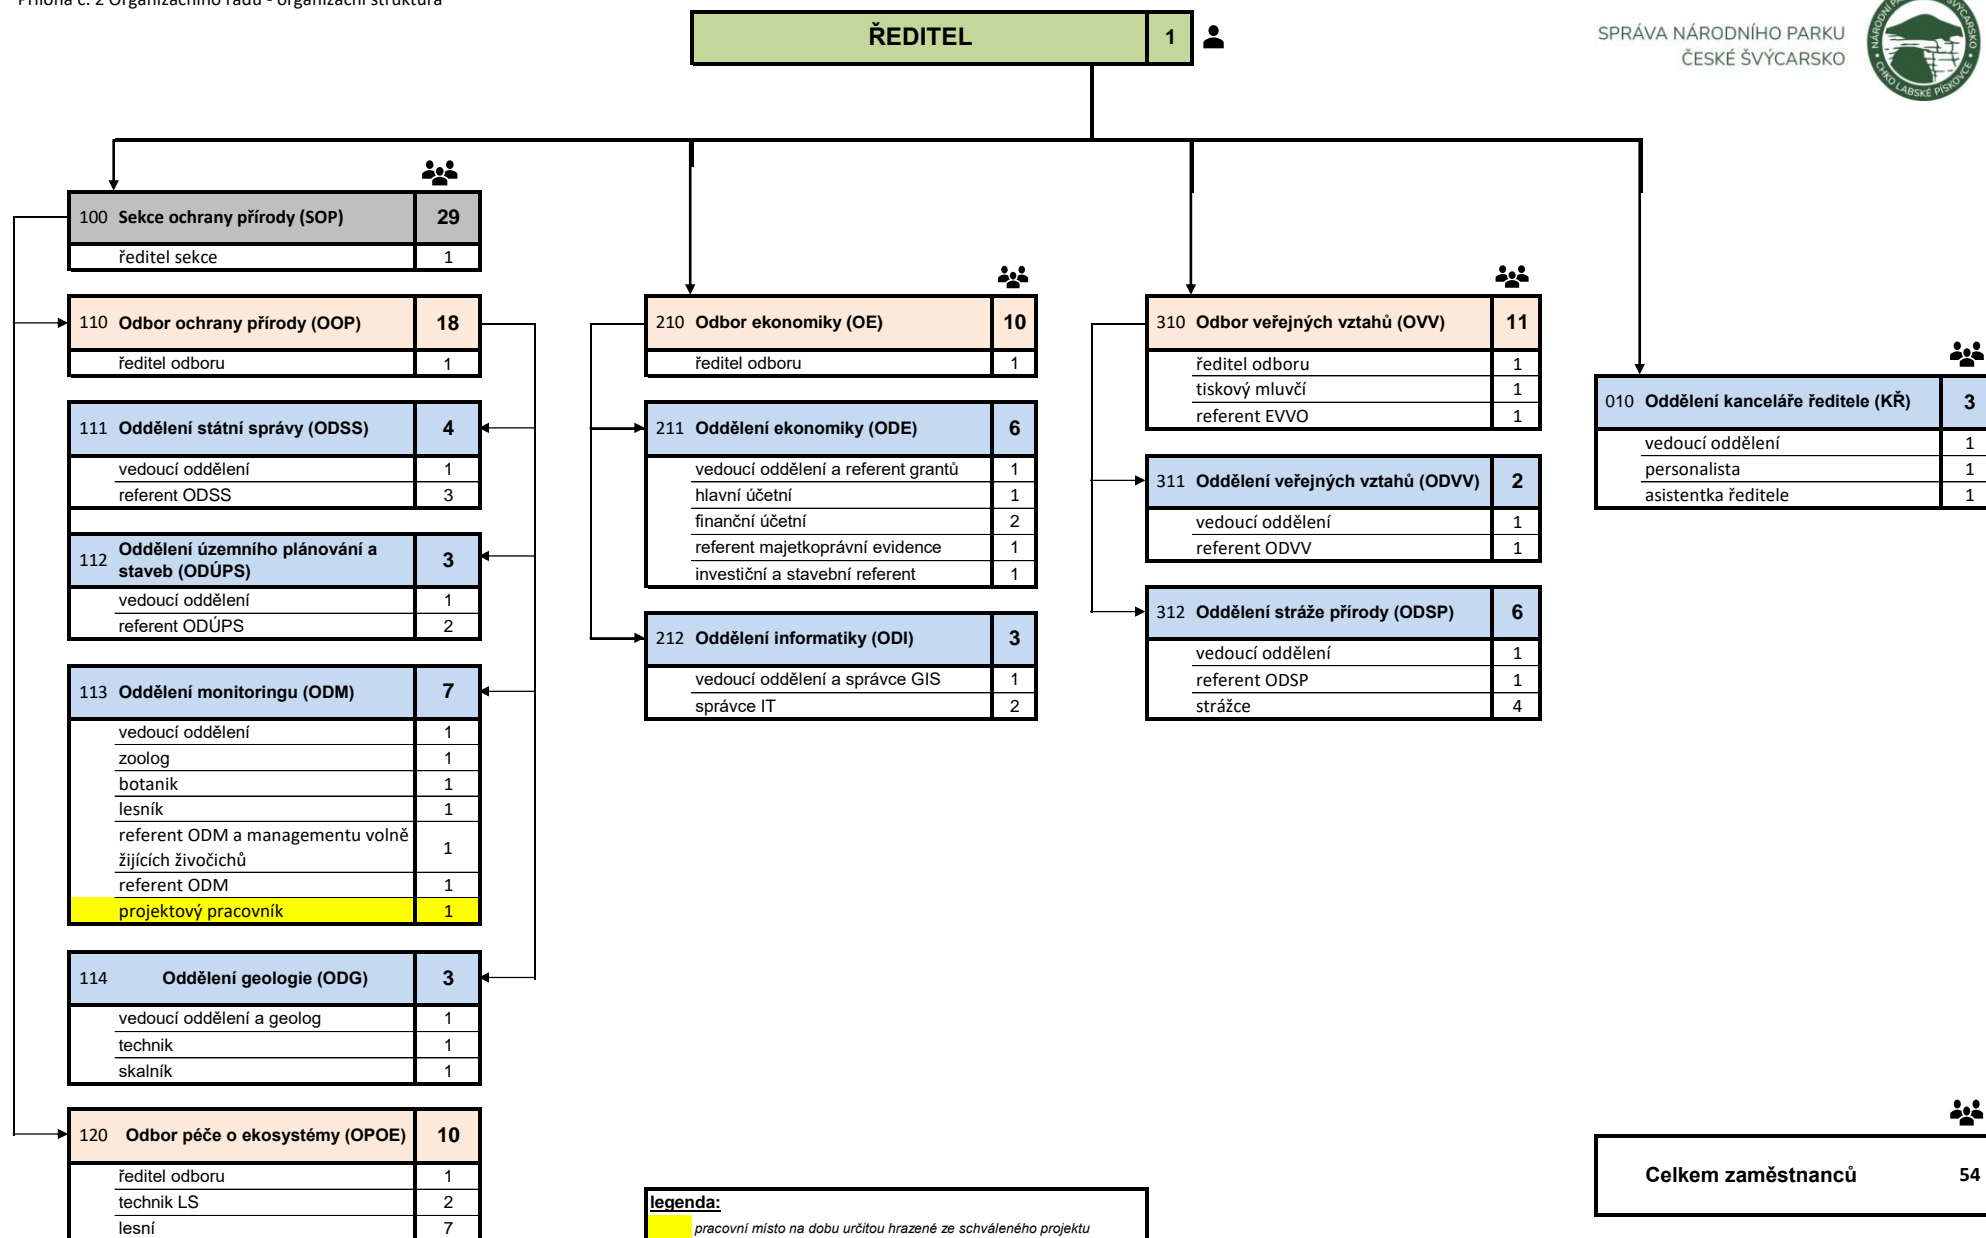 Příloha č. 2 Organizačního řádu - organizační struktura
ŘEDITEL 1
SPRÁVA NÁRODNÍHO PARKU
ČESKÉ ŠVÝCARSKO
CHKO LABSKÉ PÍSKOVCE
100 Sekce ochrany přírody (SOP) 29
ředitel sekce 1
110 Odbor ochrany přírody (OOP) 18
ředitel odboru 1
111 Oddělení státní správy (ODSS) 4
vedoucí oddělení 1
referent ODSS 3
112 Oddělení územního plánování a
staveb (ODÚPS) 3
vedoucí oddělení 1
referent ODÚPS 2
113 Oddělení monitoringu (ODM) 7
vedoucí oddělení 1
zoolog 1
botanik 1
lesník 1
referent ODM a managementu volně
žijících živočichů 1
referent ODM 1
projektový pracovník 1
114 Oddělení geologie (ODG) 3
vedoucí oddělení a geolog 1
technik 1
skalník 1
120 Odbor péče o ekosystémy (OPOE) 10
ředitel odboru 1
technik LS 2
lesní 7
210 Odbor ekonomiky (OE) 10
ředitel odboru 1
211 Oddělení ekonomiky (ODE) 6
vedoucí oddělení a referent grantů 1
hlavní účetní 1
finanční účetní 2
referent majetkoprávní evidence 1
investiční a stavební referent 1
212 Oddělení informatiky (ODI) 3
vedoucí oddělení a správce GIS 1
správce IT 2
310 Odbor veřejných vztahů (OVV) 11
ředitel odboru 1
tiskový mluvčí 1
referent EVVO 1
311 Oddělení veřejných vztahů (ODVV) 2
vedoucí oddělení 1
referent ODVV 1
312 Oddělení stráže přírody (ODSP) 6
vedoucí oddělení 1
referent ODSP 1
strážce 4
010 Oddělení kanceláře ředitele (KŘ) 3
vedoucí oddělení 1
personalista 1
asistentka ředitele 1
legenda:
pracovní místo na dobu určitou hrazené ze schváleného projektu
Celkem zaměstnanců 54